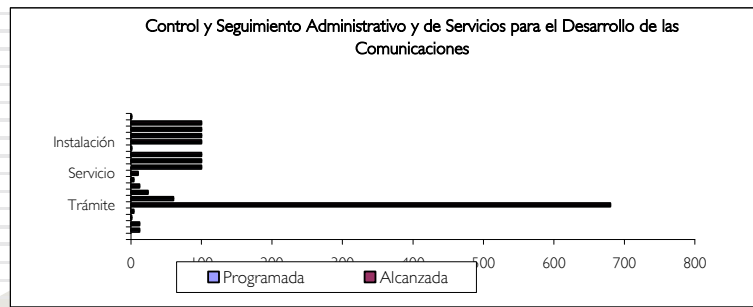 Control y Seguimiento Administrativo y de Servicios para el Desarrollo de las
Comunicaciones
Instalación
Servicio
Trámite
0 100 200 300 400 500 600 700 800
Programada Alcanzada